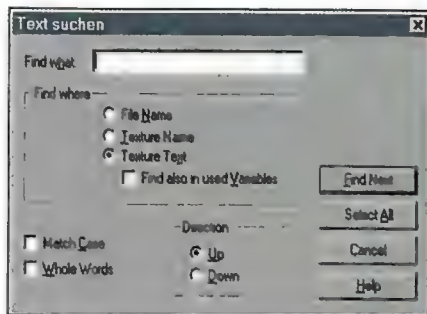 Text suchen
Find what
Find where
File Name
Texture Name
Texture Text
Find also in used Variables
Find Next
Select All
Direction
Match Case
Up
Cancel
Whole Words
Down
Help